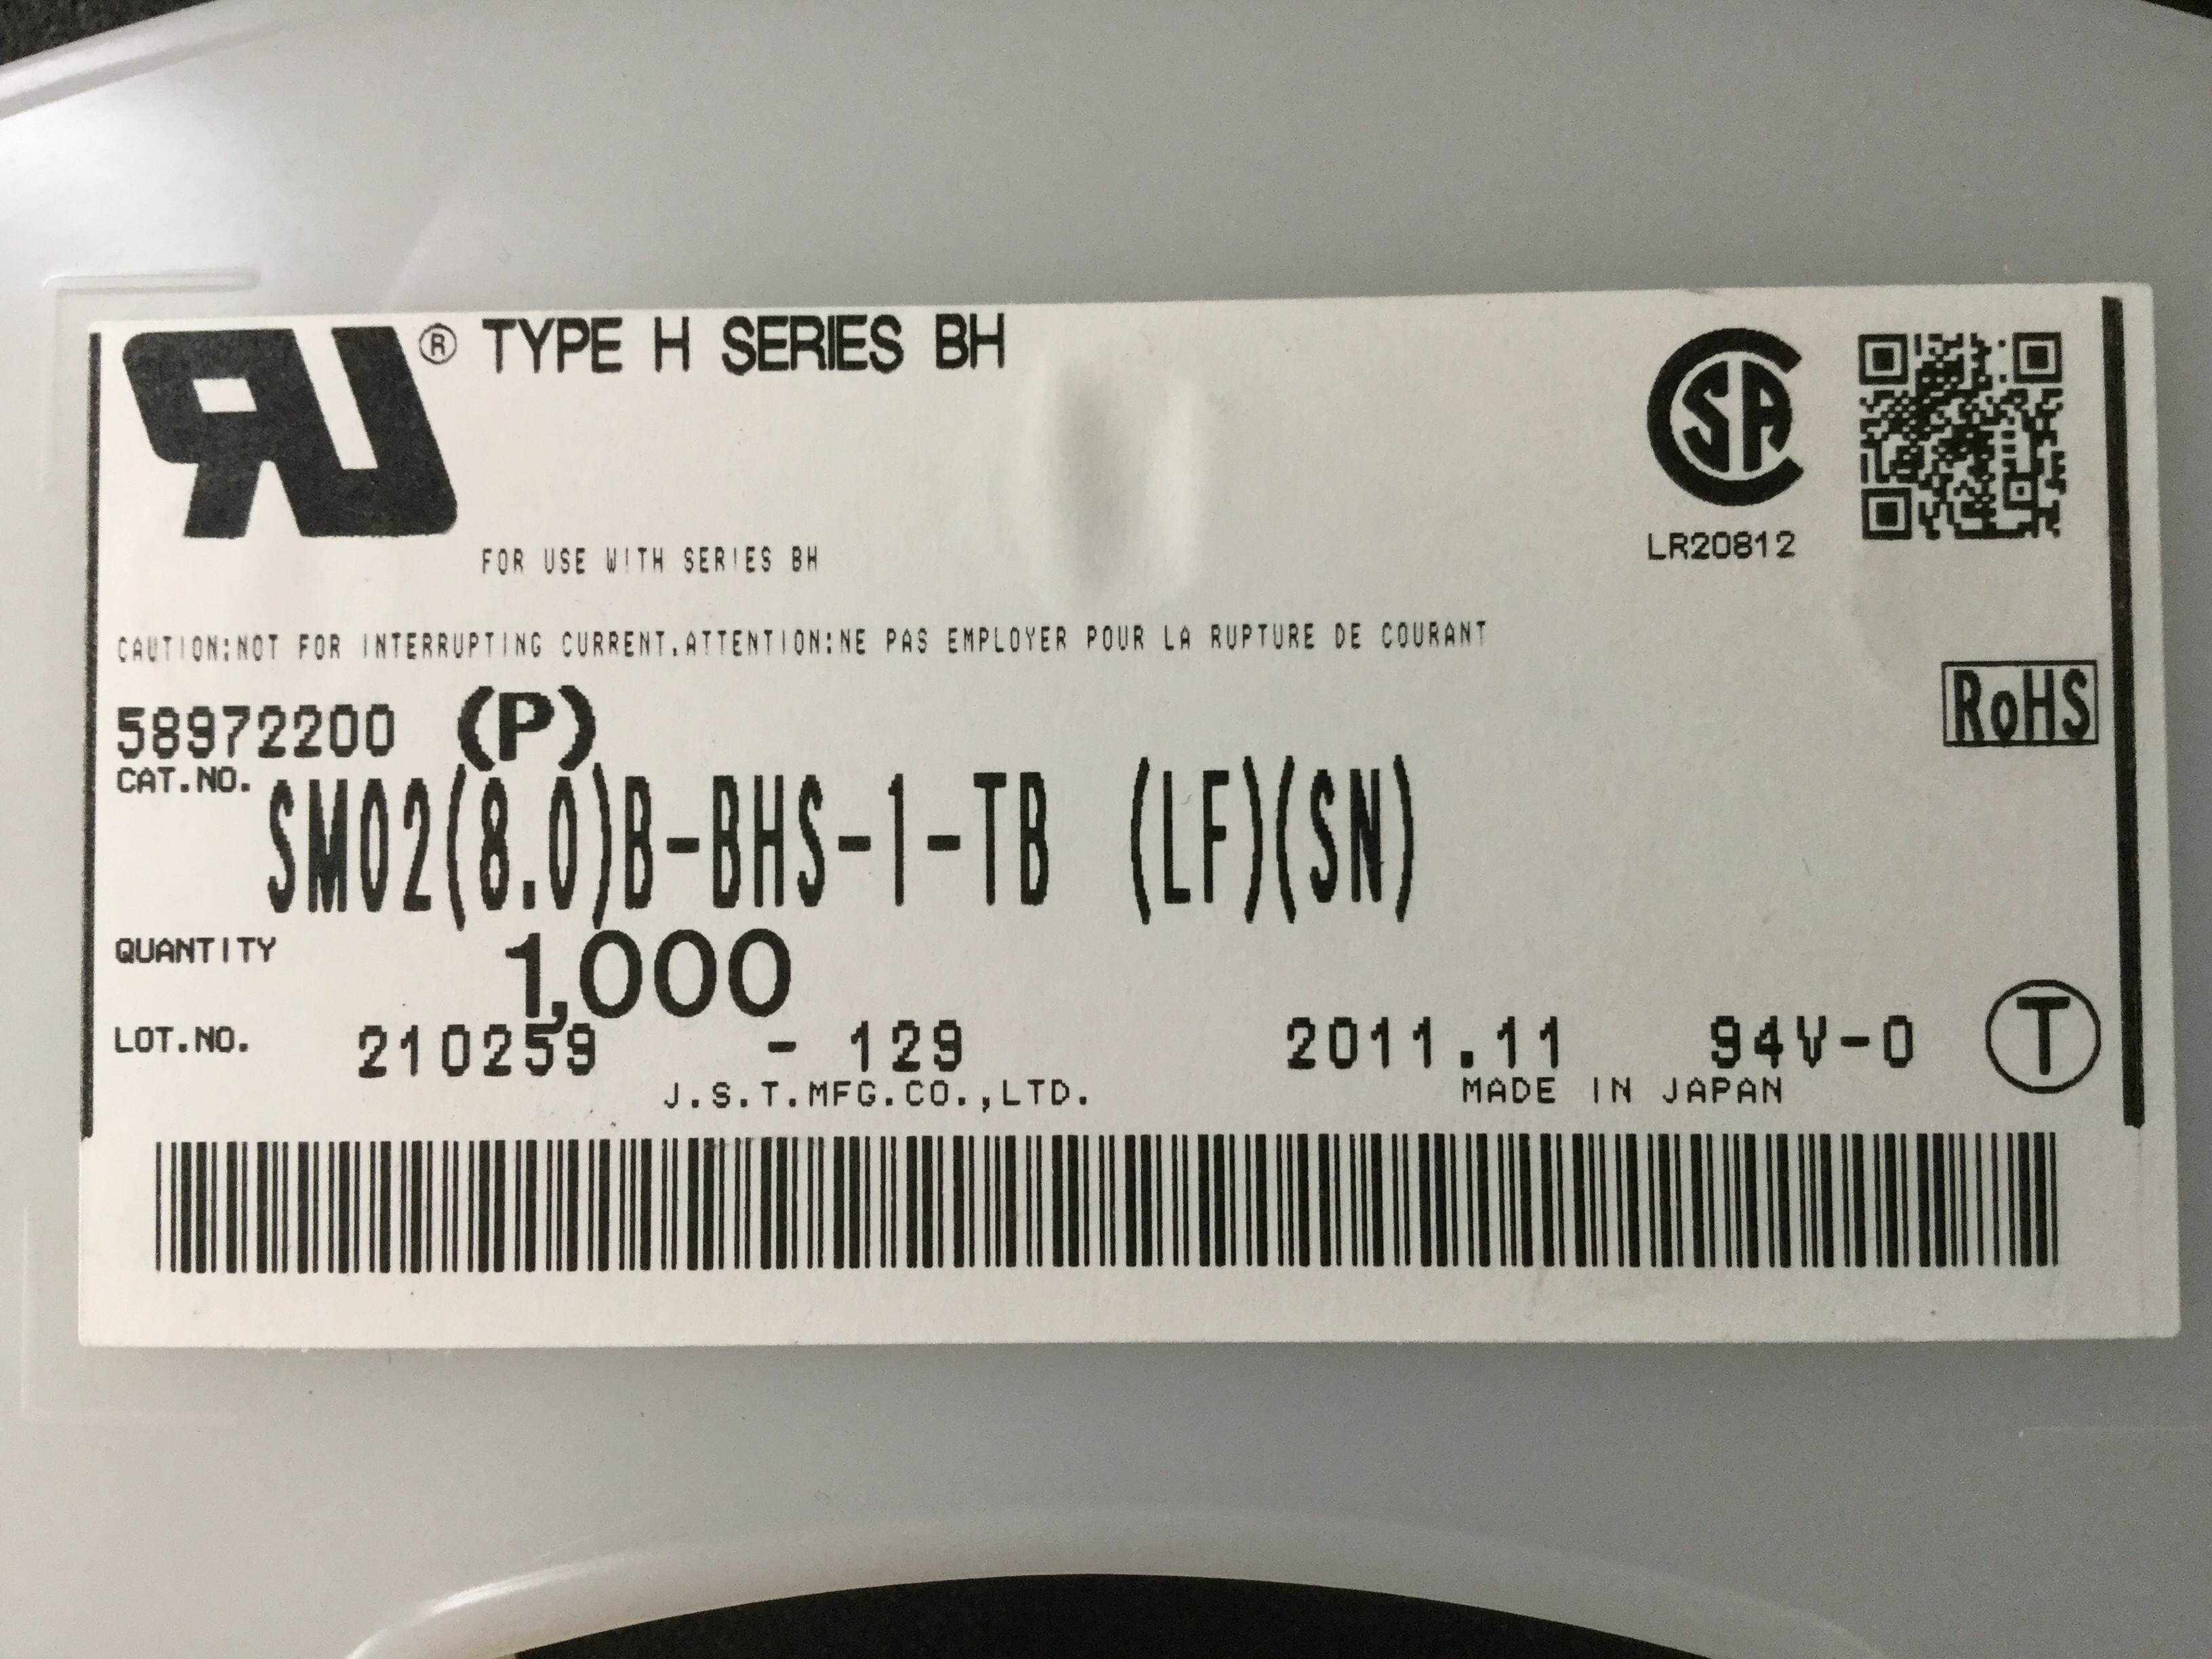 RU® TYPE H SERIES BH
CSA
LR20812
FOR USE WITH SERIES BH
CAUTION:NOT FOR INTERRUPTING CURRENT.ATTENTION:NE PAS EMPLOYER POUR LA RUPTURE DE COURANT
58972200 (P)
RoHS
CAT.NO. SM02(8.0)B-BHS-1-TB (LF)(SN)
QUANTITY 1,000
LOT.NO. 210259 - 129 2011.11 94V-0 T
J.S.T.MFG.CO.,LTD. MADE IN JAPAN